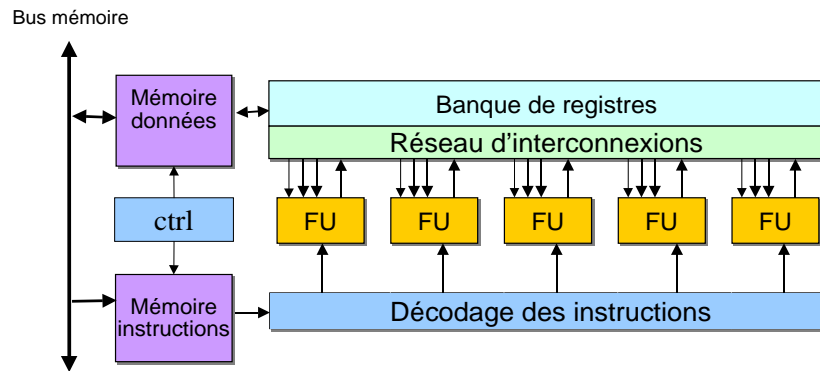 Bus mémoire
Mémoire
données
Banque de registres
Réseau d'interconnexions
ctrl
FU
FU
FU
FU
FU
Mémoire
instructions
Décodage des instructions